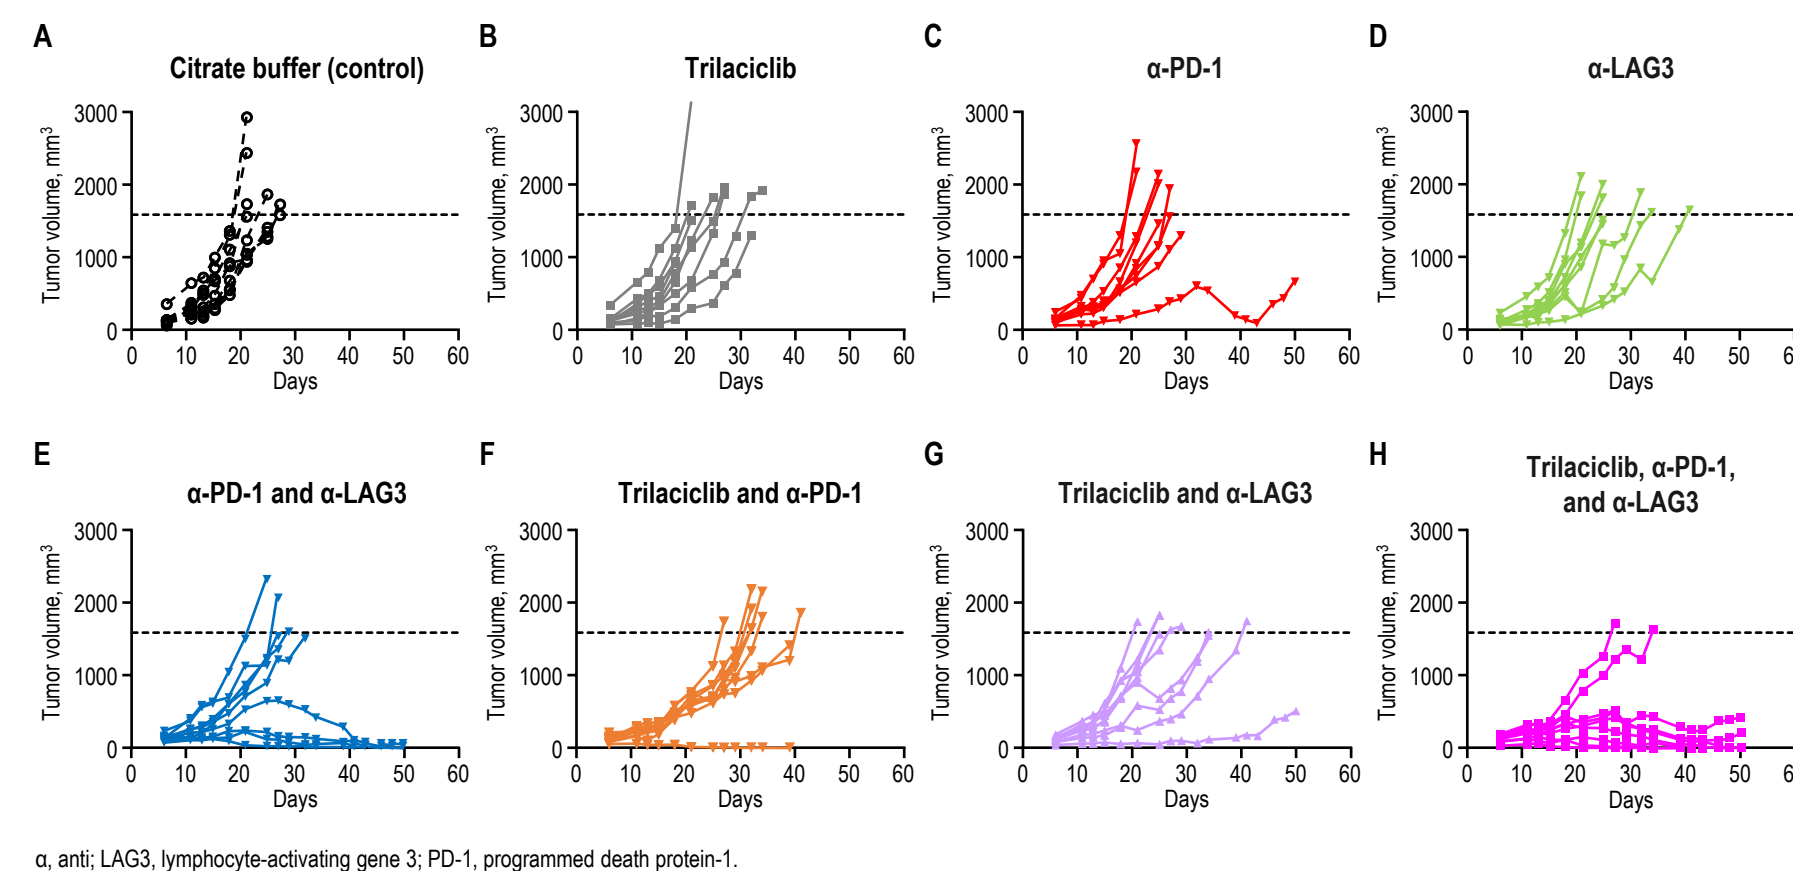 A
Citrate buffer (control)
Tumor volume, mm³
3000
2000
1000
0
0 10 20 30 40 50 60
Days
B
Trilaciclib
Tumor volume, mm³
3000
2000
1000
0
0 10 20 30 40 50 60
Days
C
α-PD-1
Tumor volume, mm³
3000
2000
1000
0
0 10 20 30 40 50 60
Days
D
α-LAG3
Tumor volume, mm³
3000
2000
1000
0
0 10 20 30 40 50 6
Days
E
α-PD-1 and α-LAG3
Tumor volume, mm³
3000
2000
1000
0
0 10 20 30 40 50 60
Days
F
Trilaciclib and α-PD-1
Tumor volume, mm³
3000
2000
1000
0
0 10 20 30 40 50 60
Days
G
Trilaciclib and α-LAG3
Tumor volume, mm³
3000
2000
1000
0
0 10 20 30 40 50 60
Days
H
Trilaciclib, α-PD-1,
and α-LAG3
Tumor volume, mm³
3000
2000
1000
0
0 10 20 30 40 50 6
Days
α, anti; LAG3, lymphocyte-activating gene 3; PD-1, programmed death protein-1.